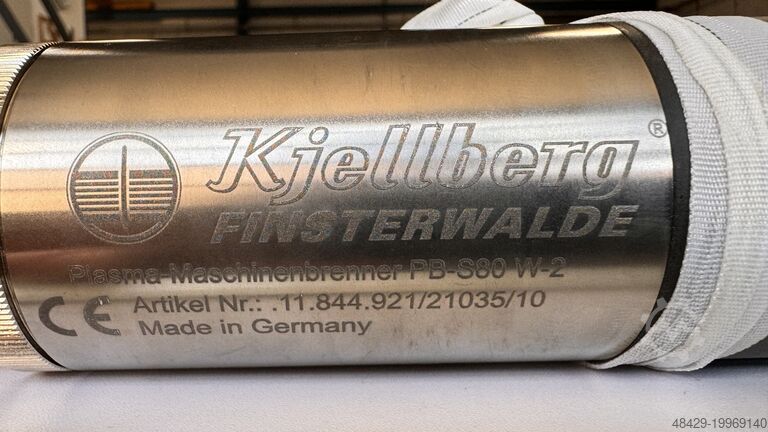 Kjellberg®
FINSTERWALDE
Plasma-Maschinenbrenner PB-S80 W-2
CE Artikel Nr.: .11.844.921/21035/10
Made in Germany
48429-19969140